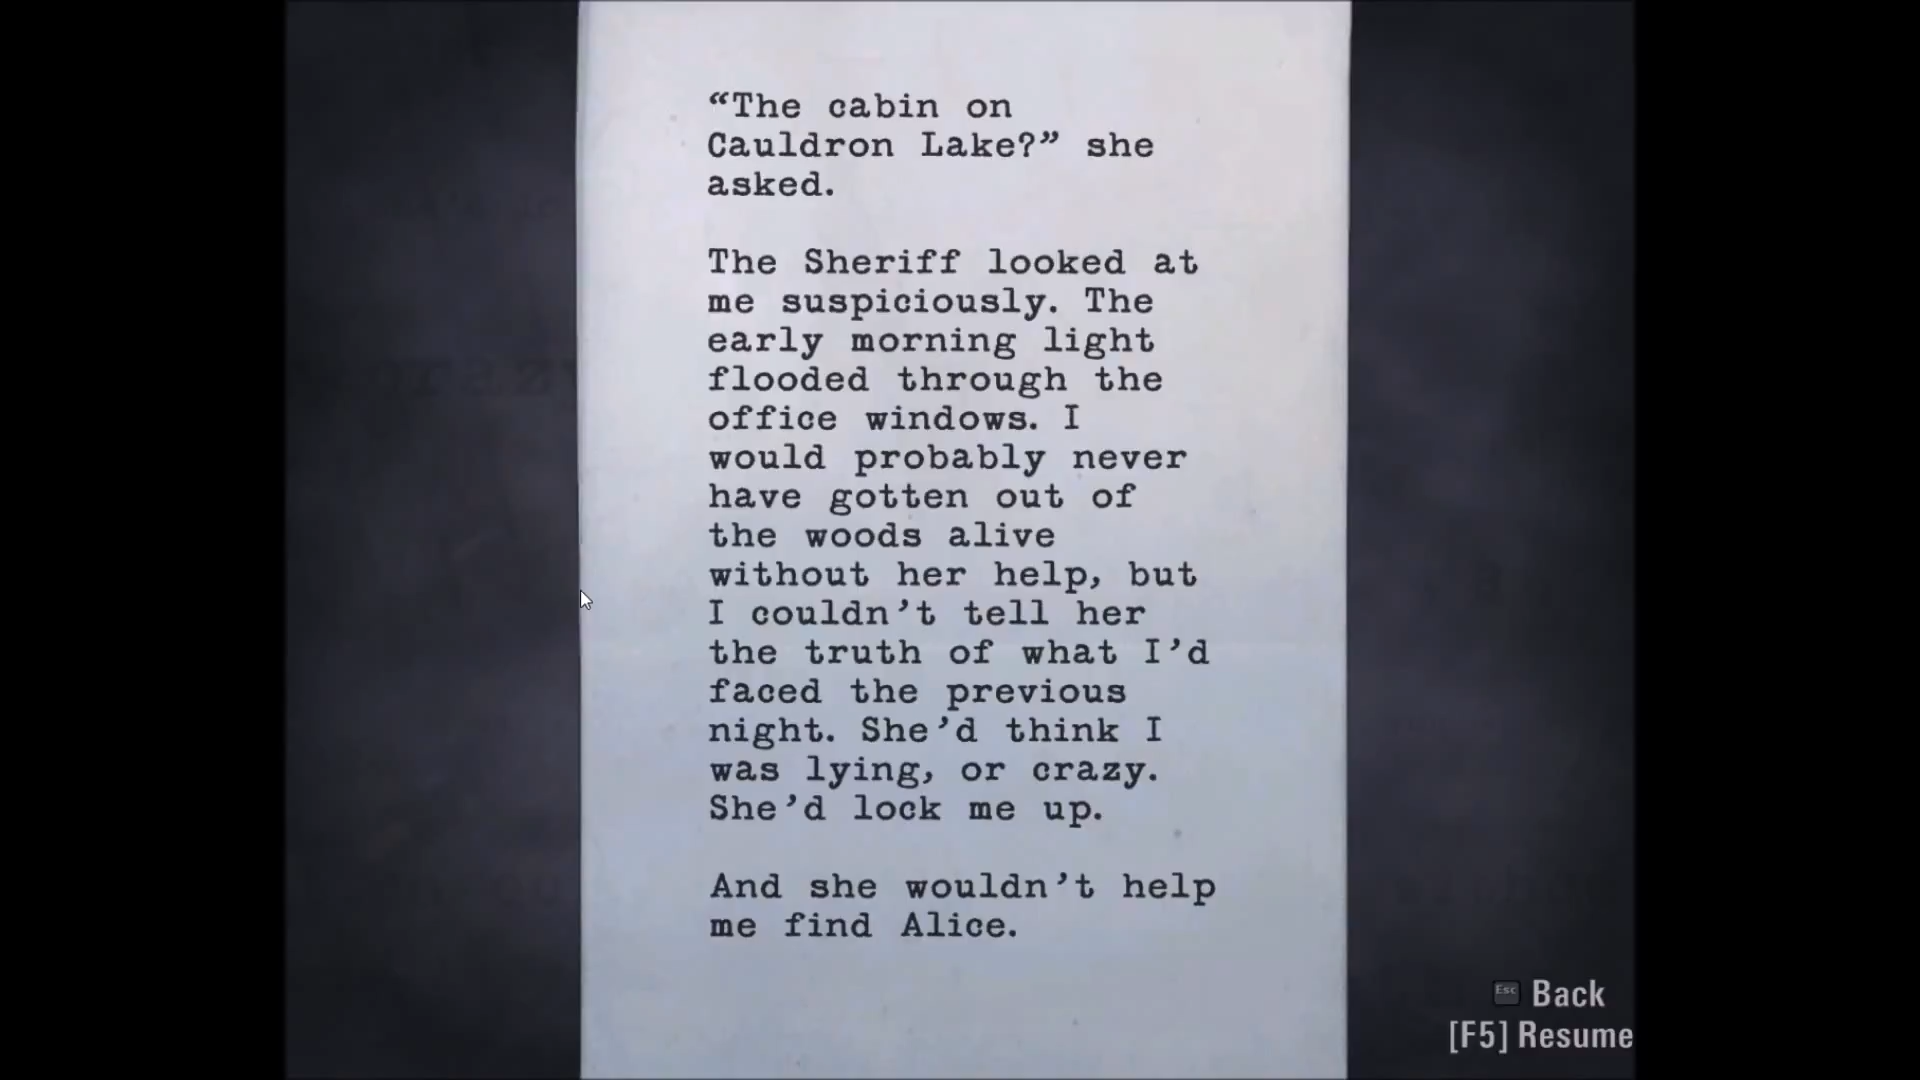 “The cabin on
Cauldron Lake?” she
asked.
The Sheriff looked at
me suspiciously. The
early morning light
flooded through the
office windows. I
would probably never
have gotten out of
the woods alive
without her help, but
I couldn’t tell her
the truth of what I’d
faced the previous
night. She’d think I
was lying, or crazy.
She’d lock me up.
And she wouldn’t help
me find Alice.
Esc Back
[F5] Resume